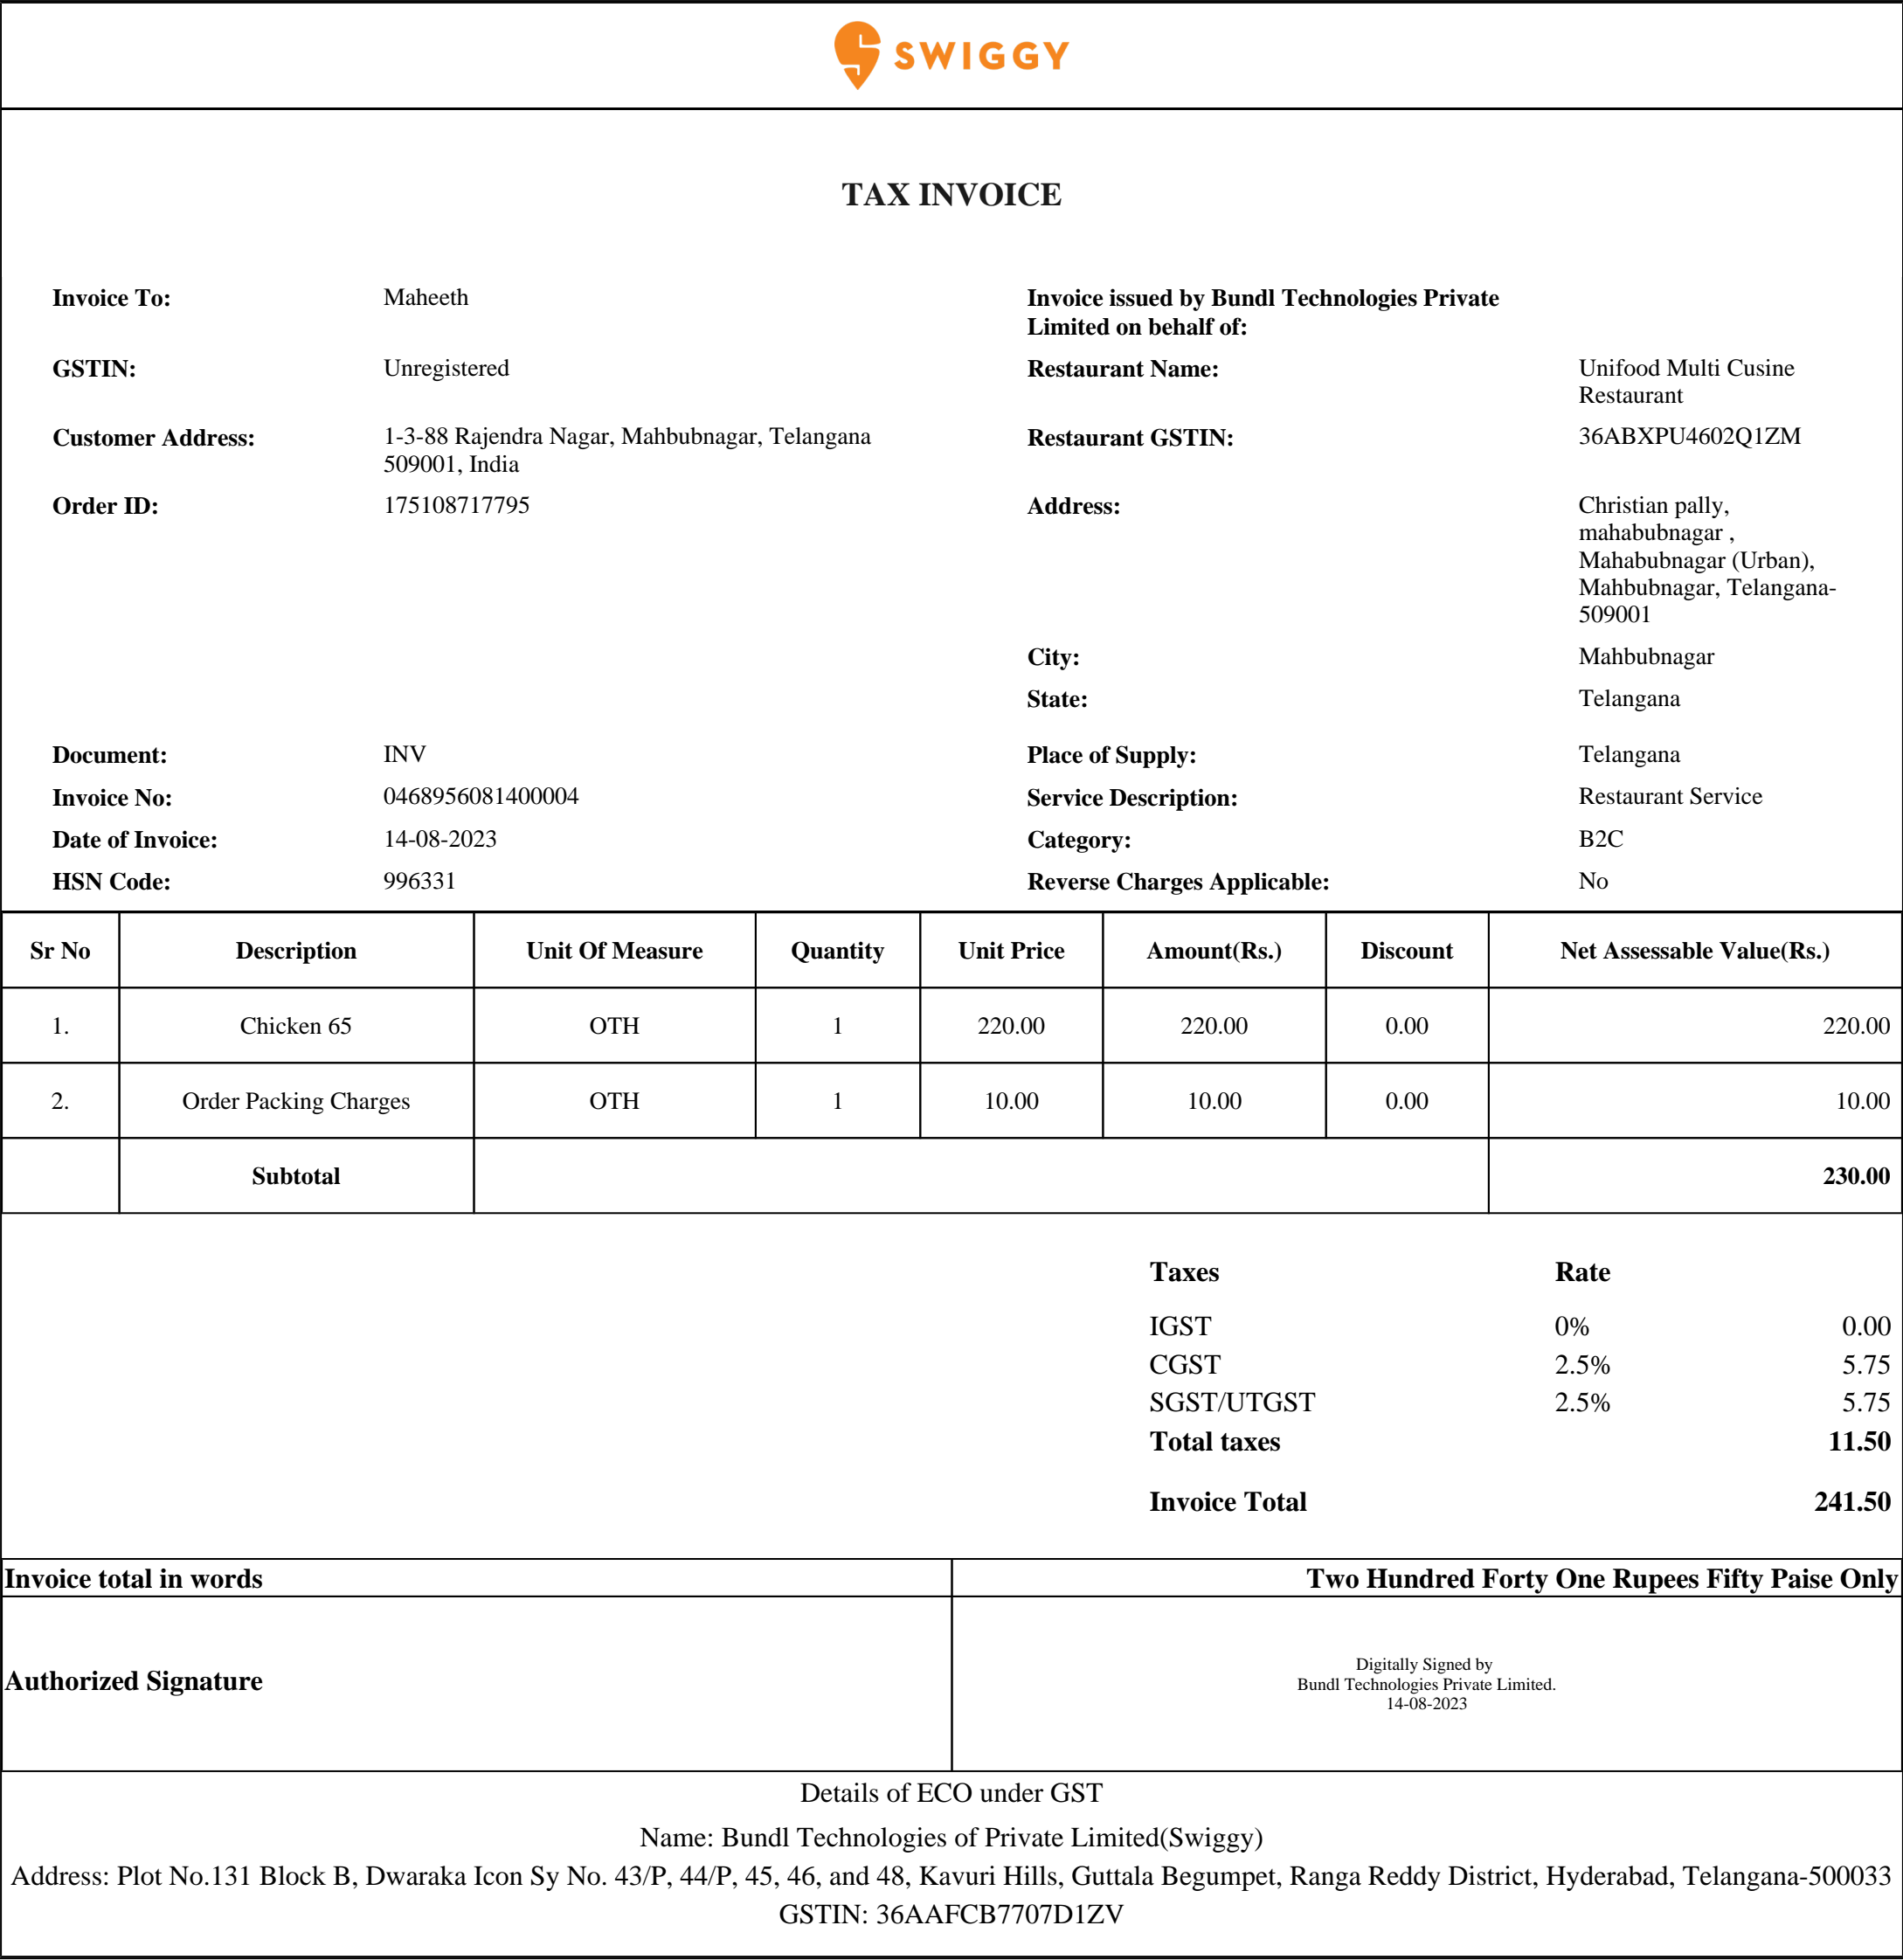 SWIGGY
TAX INVOICE
Invoice To: Maheeth Invoice issued by Bundl Technologies Private
Limited on behalf of:
GSTIN: Unregistered Restaurant Name: Unifood Multi Cusine
Restaurant
Customer Address: 1-3-88 Rajendra Nagar, Mahbubnagar, Telangana Restaurant GSTIN: 36ABXPU4602Q1ZM
509001, India
Order ID: 175108717795 Address: Christian pally,
mahabubnagar ,
Mahabubnagar (Urban),
Mahbubnagar, Telangana-
509001
City: Mahbubnagar
State: Telangana
Document: INV Place of Supply: Telangana
Invoice No: 0468956081400004 Service Description: Restaurant Service
Date of Invoice: 14-08-2023 Category: B2C
HSN Code: 996331 Reverse Charges Applicable: No
Sr No Description Unit Of Measure Quantity Unit Price Amount(Rs.) Discount Net Assessable Value(Rs.)
1. Chicken 65 OTH 1 220.00 220.00 0.00 220.00
2. Order Packing Charges OTH 1 10.00 10.00 0.00 10.00
Subtotal 230.00
Taxes Rate
IGST 0% 0.00
CGST 2.5% 5.75
SGST/UTGST 2.5% 5.75
Total taxes 11.50
Invoice Total 241.50
Invoice total in words Two Hundred Forty One Rupees Fifty Paise Only
Authorized Signature
Digitally Signed by
Bundl Technologies Private Limited.
14-08-2023
Details of ECO under GST
Name: Bundl Technologies of Private Limited(Swiggy)
Address: Plot No.131 Block B, Dwaraka Icon Sy No. 43/P, 44/P, 45, 46, and 48, Kavuri Hills, Guttala Begumpet, Ranga Reddy District, Hyderabad, Telangana-500033
GSTIN: 36AAFCB7707D1ZV